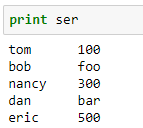 print ser
tom 100
bob foo
nancy 300
dan bar
eric 500